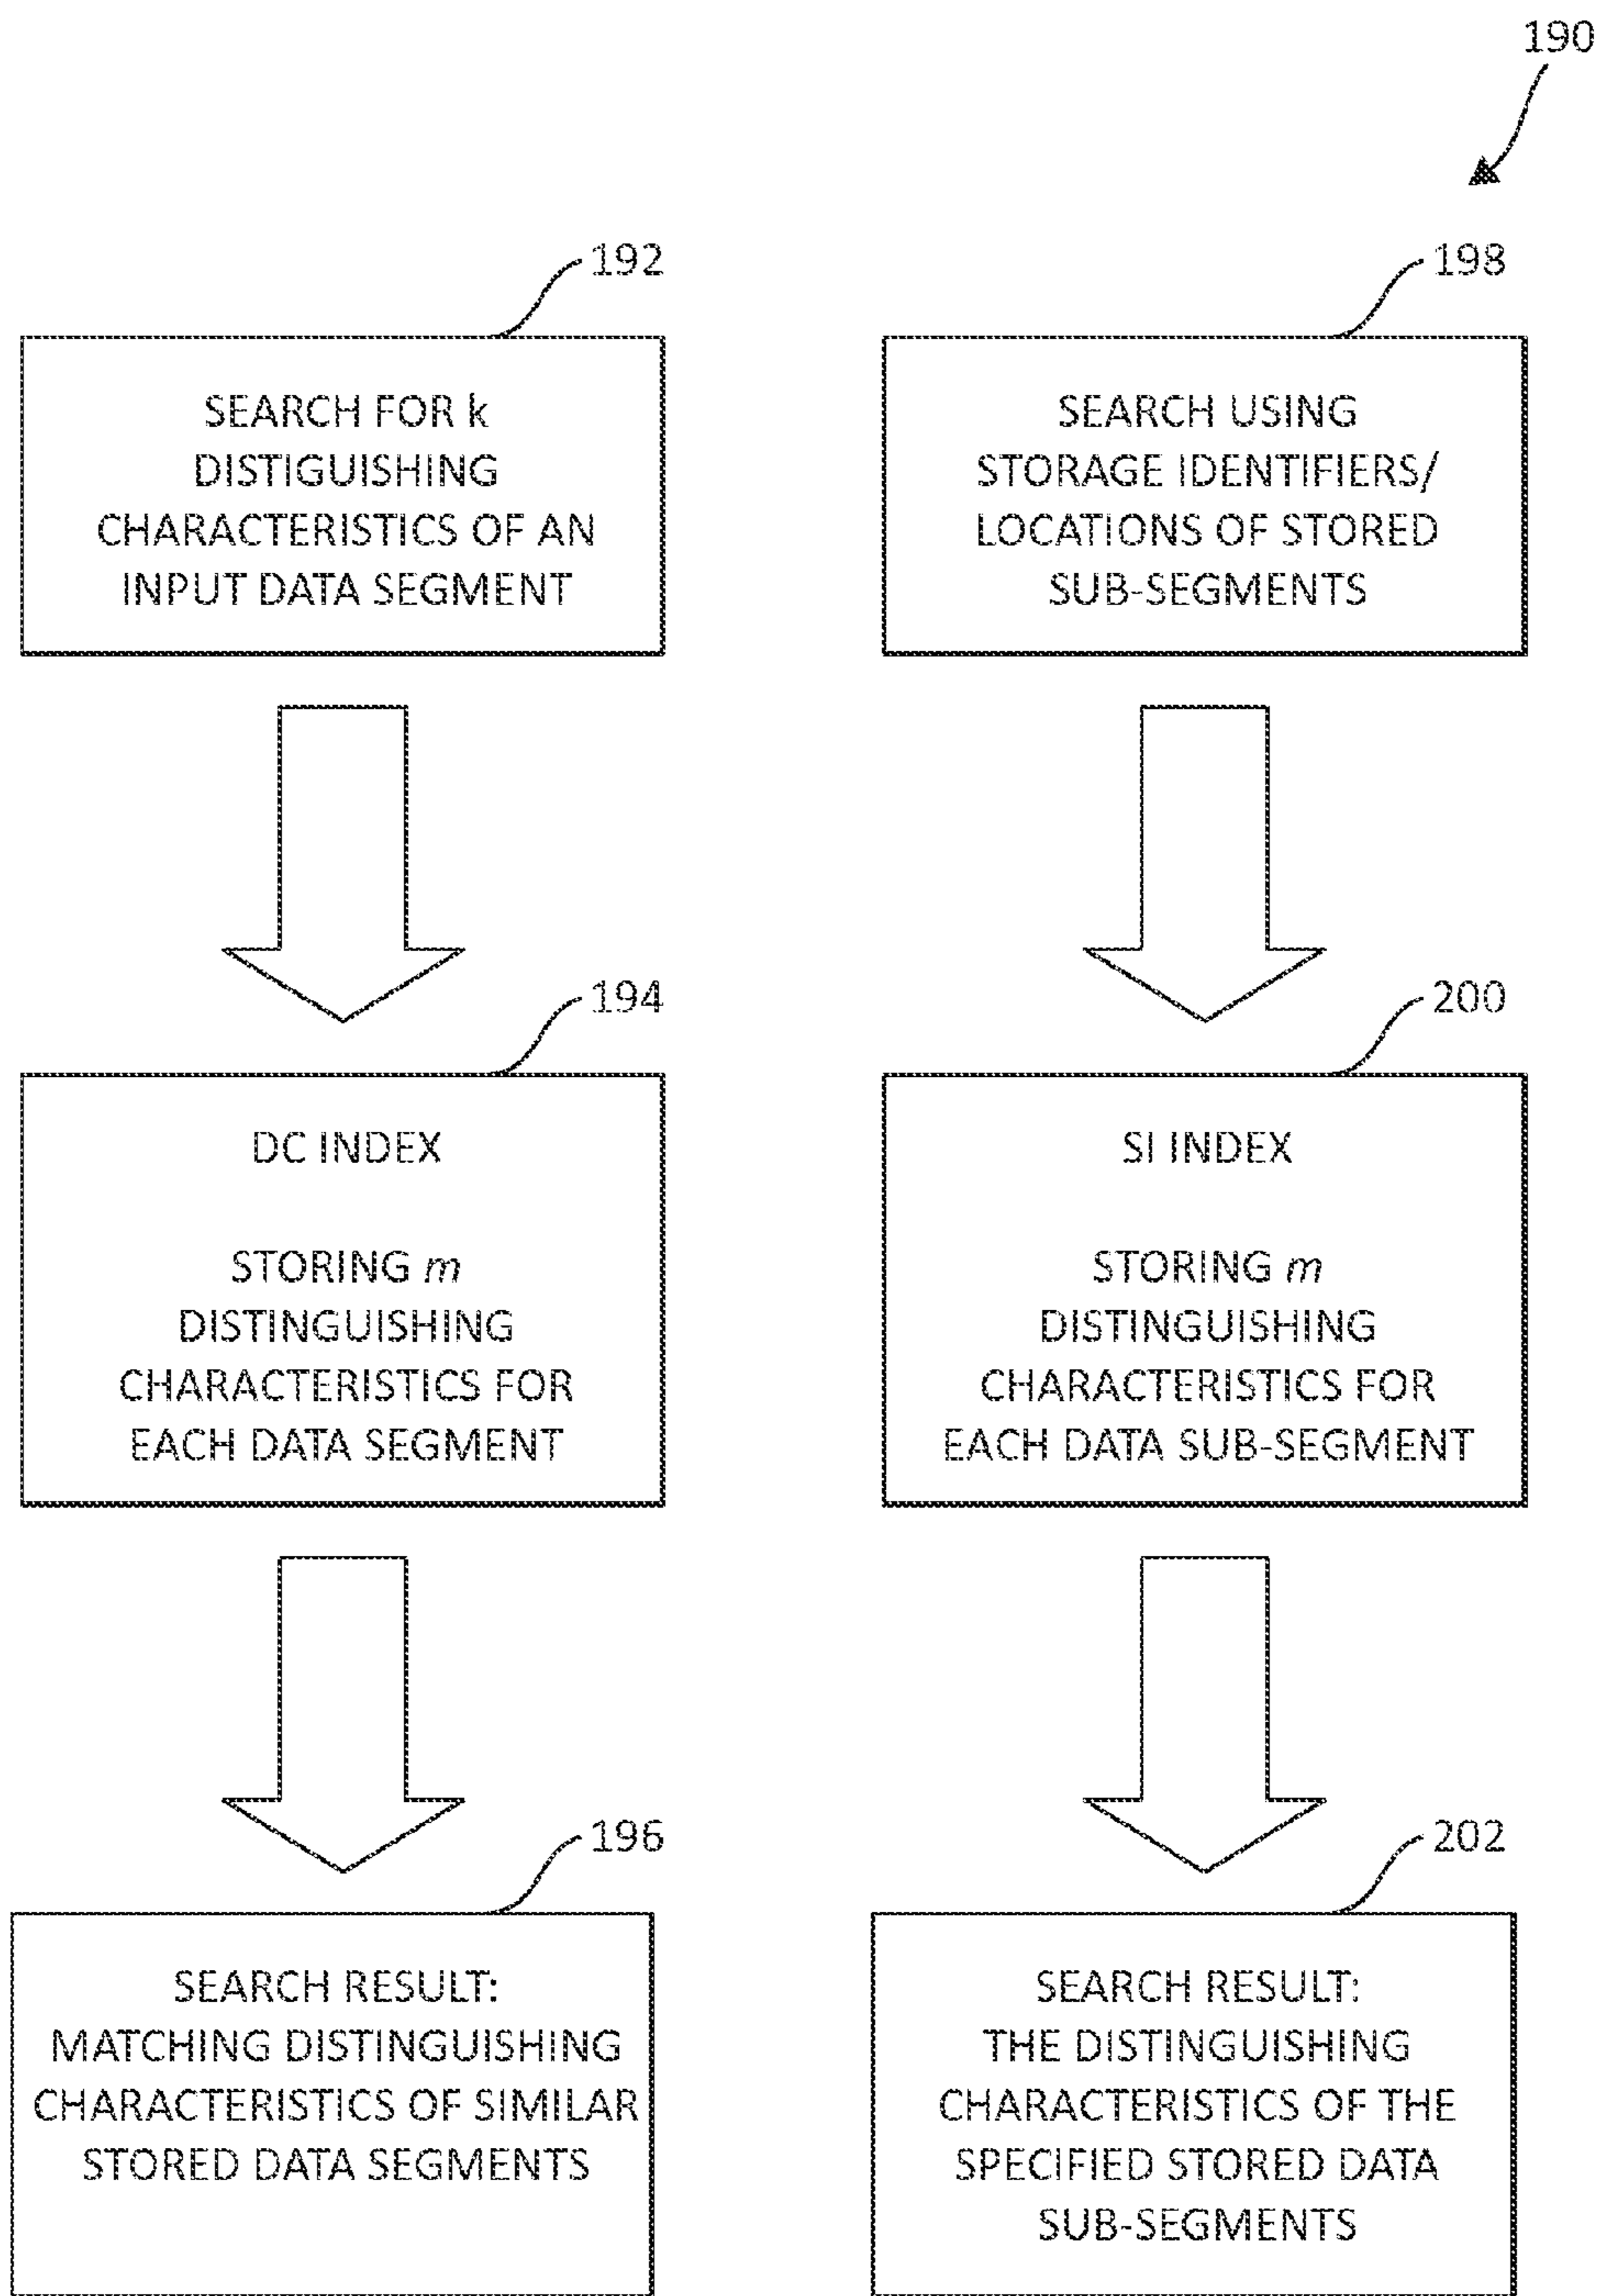 190
192
SEARCH FOR k
DISTIGUISHING
CHARACTERISTICS OF AN
INPUT DATA SEGMENT
198
SEARCH USING
STORAGE IDENTIFIERS/
LOCATIONS OF STORED
SUB-SEGMENTS
194
DC INDEX
STORING m
DISTINGUISHING
CHARACTERISTICS FOR
EACH DATA SEGMENT
200
SI INDEX
STORING m
DISTINGUISHING
CHARACTERISTICS FOR
EACH DATA SUB-SEGMENT
196
SEARCH RESULT:
MATCHING DISTINGUISHING
CHARACTERISTICS OF SIMILAR
STORED DATA SEGMENTS
202
SEARCH RESULT:
THE DISTINGUISHING
CHARACTERISTICS OF THE
SPECIFIED STORED DATA
SUB-SEGMENTS